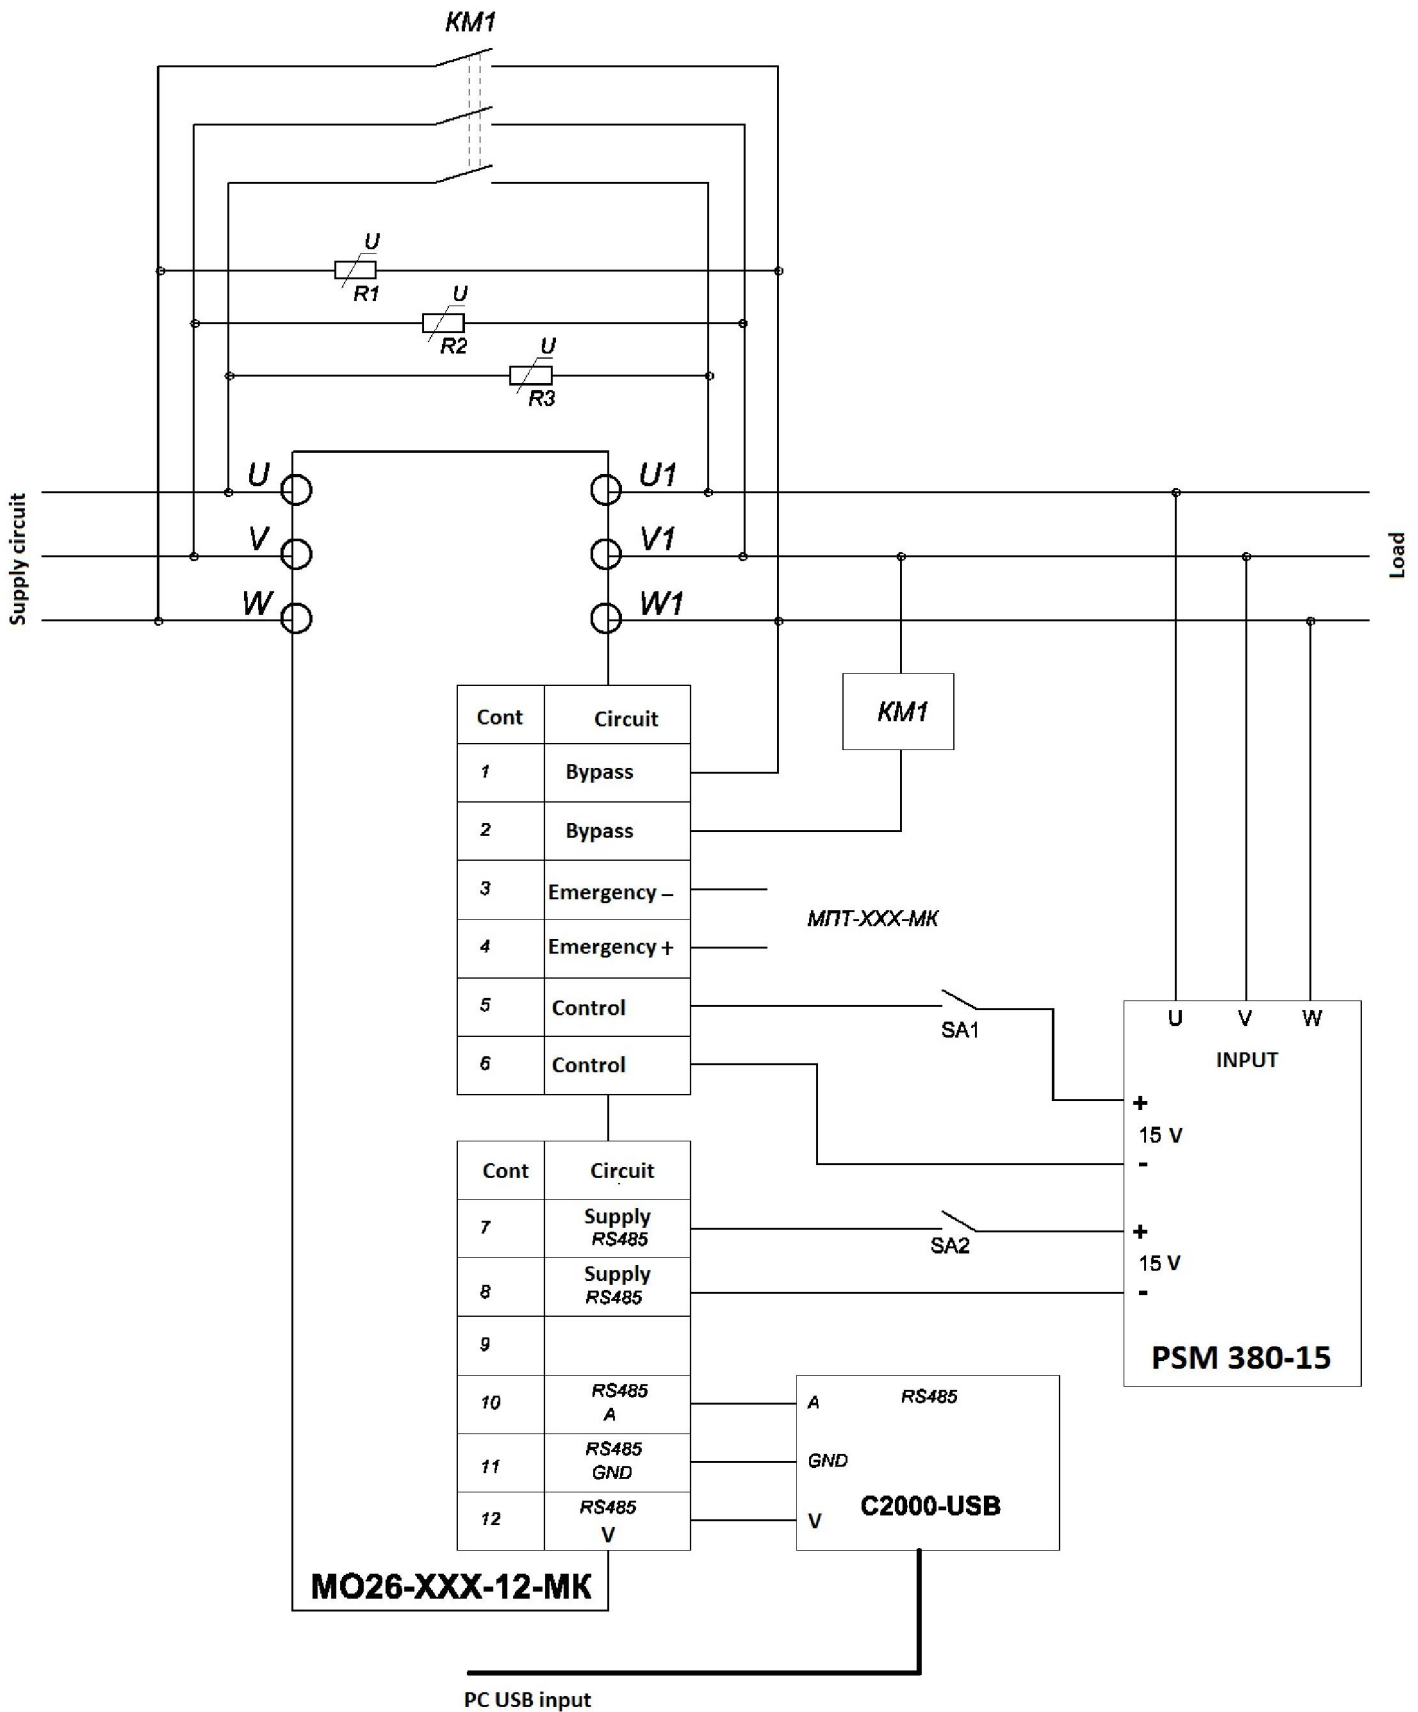 KM1
U
R1
U
R2
U
R3
U
U1
V
V1
W
W1
Supply circuit
Load
Cont Circuit
1 Bypass
2 Bypass
3 Emergency –
4 Emergency +
5 Control
6 Control
KM1
МПТ-XXX-МК
SA1
U V W
INPUT
+
15 V
-
SA2
+
15 V
-
PSM 380-15
Cont Circuit
7 Supply
RS485
8 Supply
RS485
9
10 RS485
A
11 RS485
GND
12 RS485
V
A RS485
GND
C2000-USB
V
МО26-XXX-12-МК
PC USB input